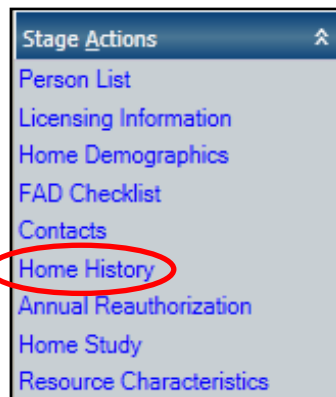 Stage Actions
Person List
Licensing Information
Home Demographics
FAD Checklist
Contacts
Home History
Annual Reauthorization
Home Study
Resource Characteristics